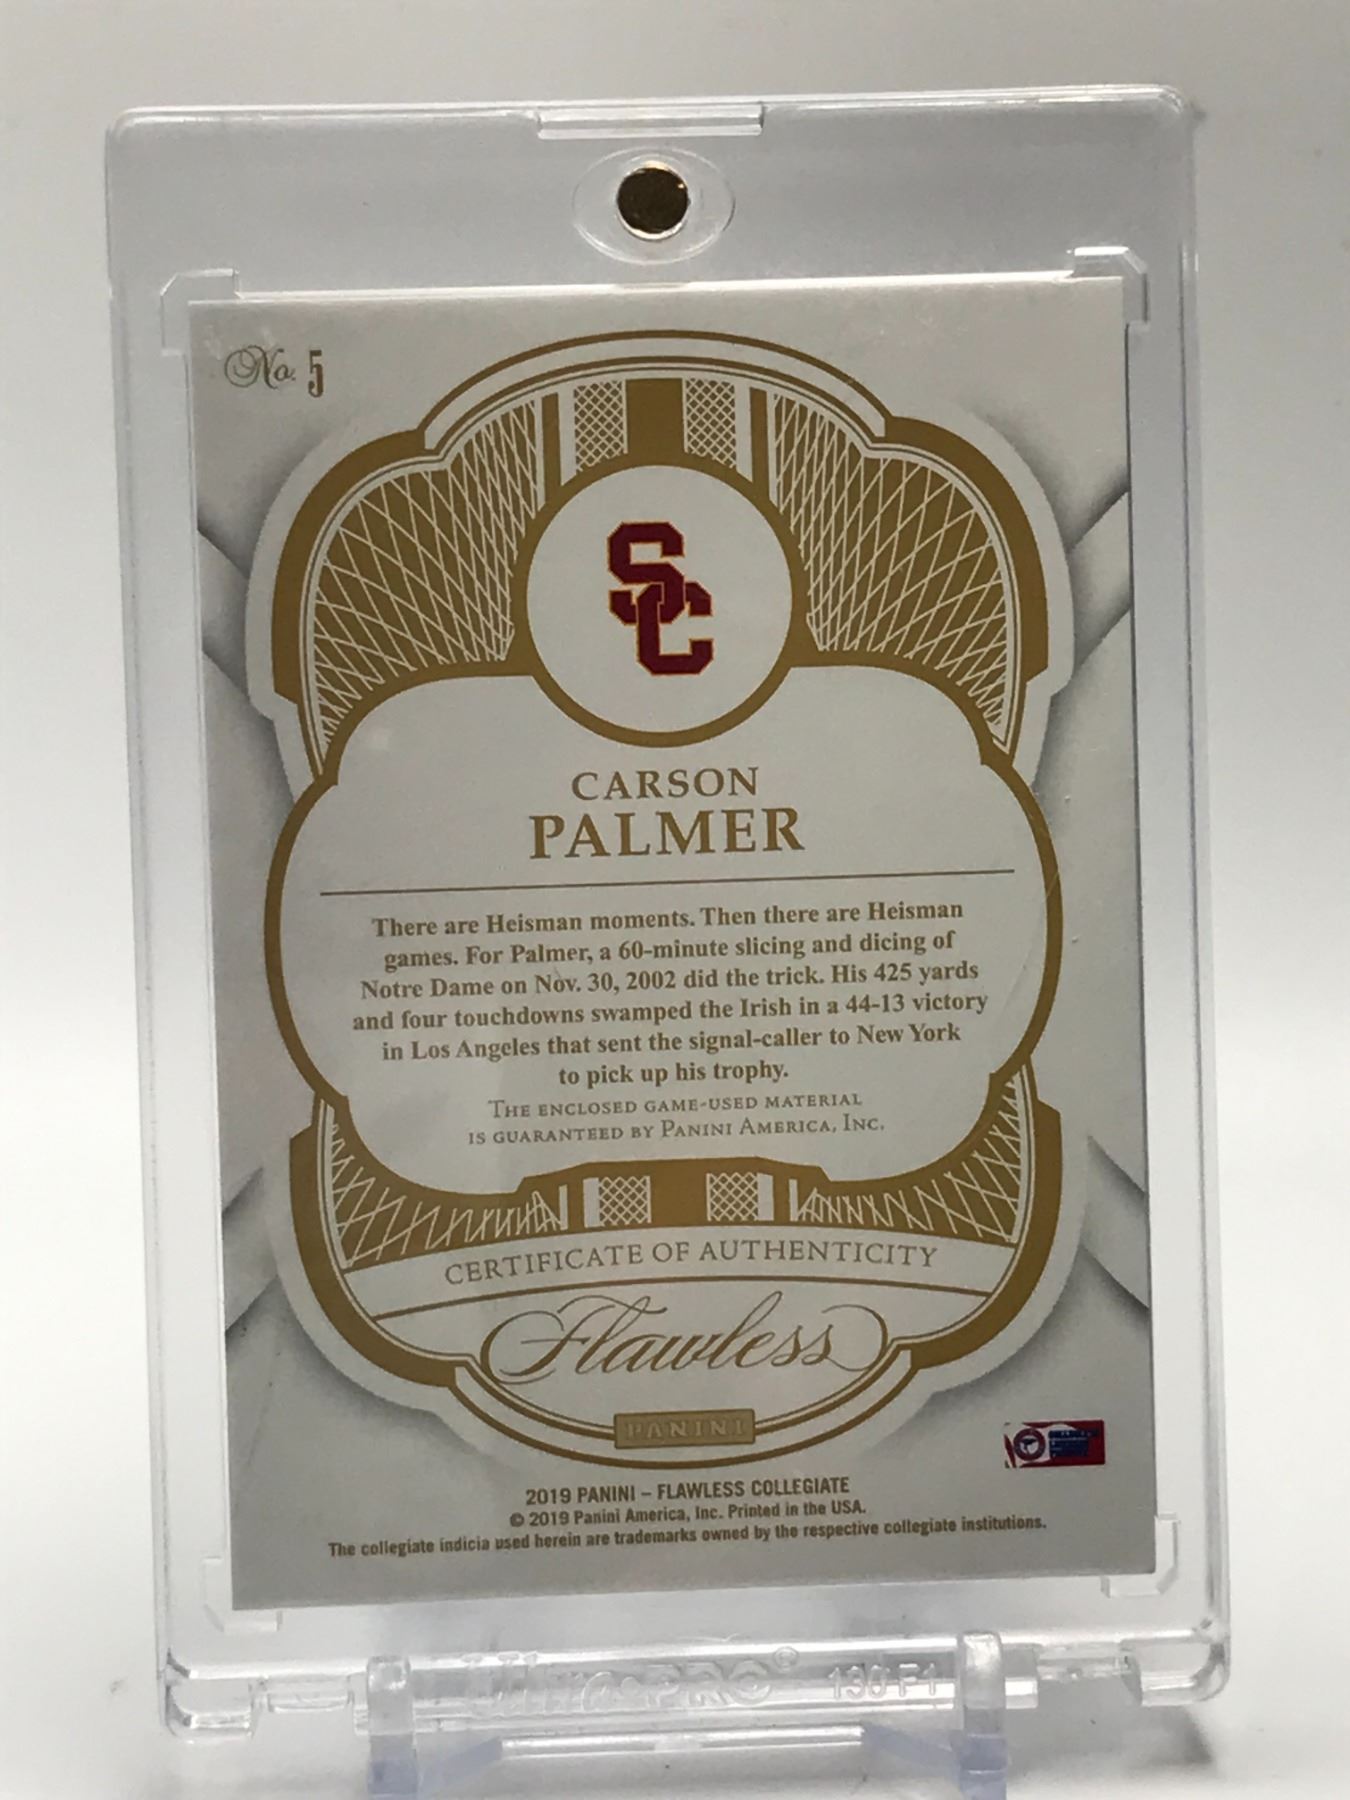 No. 5
SC
CARSON
PALMER
There are Heisman moments. Then there are Heisman
games. For Palmer, a 60-minute slicing and dicing of
Notre Dame on Nov. 30, 2002 did the trick. His 425 yards
and four touchdowns swamped the Irish in a 44-13 victory
in Los Angeles that sent the signal-caller to New York
to pick up his trophy.
THE ENCLOSED GAME-USED MATERIAL
IS GUARANTEED BY PANINI AMERICA, INC.
CERTIFICATE OF AUTHENTICITY
Flawless
PANINI
2019 PANINI – FLAWLESS COLLEGIATE
© 2019 Panini America, Inc. Printed in the USA.
The collegiate indicia used herein are trademarks owned by the respective collegiate institutions.
Ultra•PRO® 130 F1